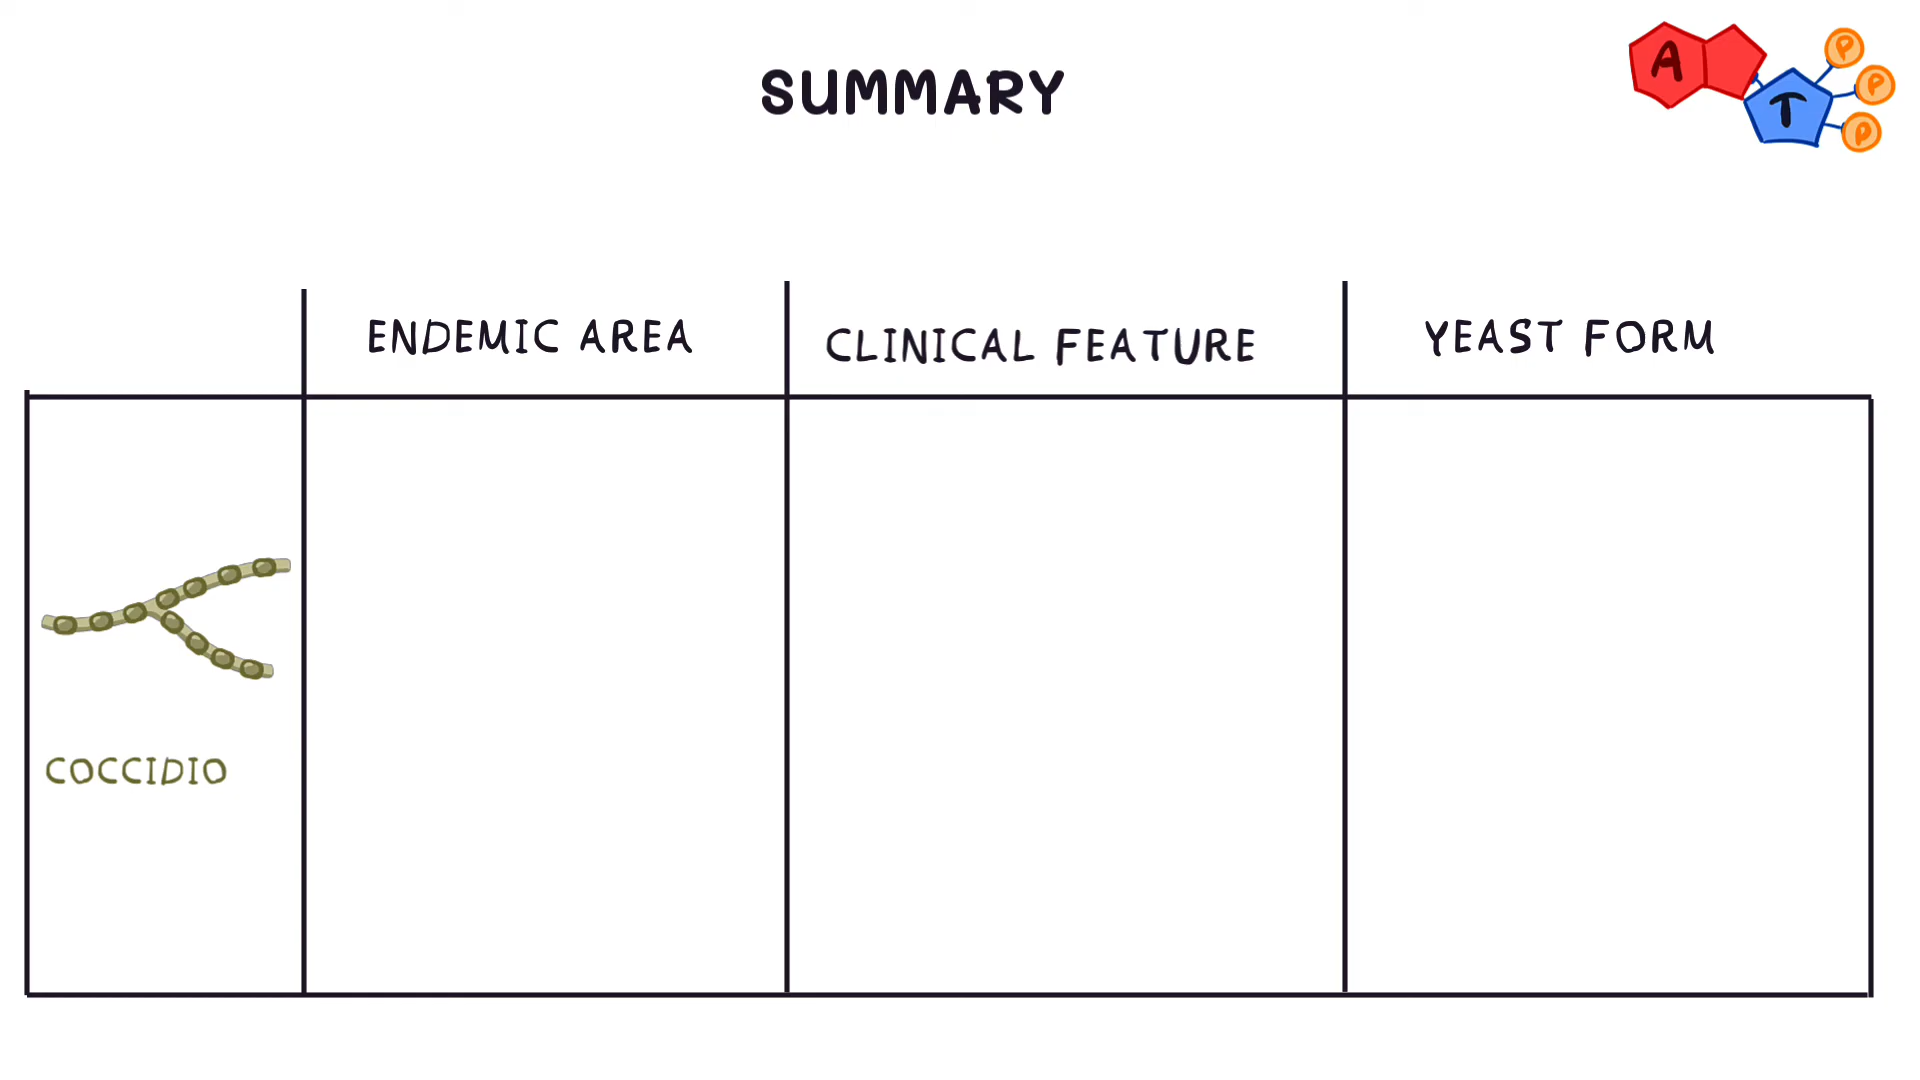 SUMMARY
A
T
P
P
P
ENDEMIC AREA
CLINICAL FEATURE
YEAST FORM
COCCIDIO